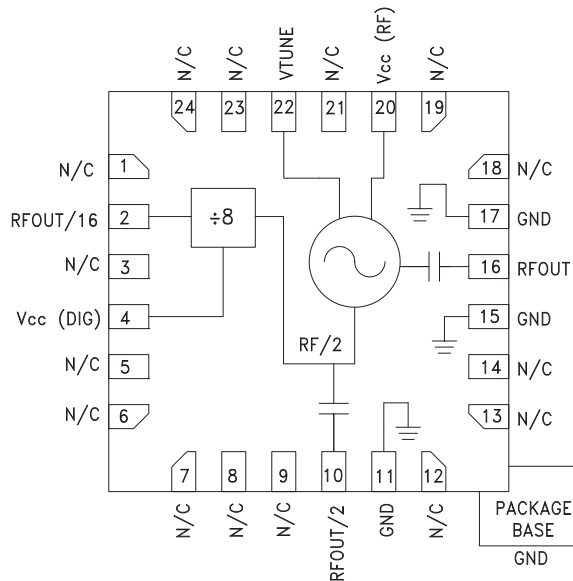 N/C
N/C
VTUNE
N/C
Vcc (RF)
N/C
24
23
22
21
20
19
N/C
1
18
N/C
RFOUT/16
2
÷8
17
GND
N/C
3
16
RFOUT
Vcc (DIG)
4
15
GND
RF/2
N/C
5
14
N/C
N/C
6
13
N/C
7
8
9
10
11
12
N/C
N/C
N/C
RFOUT/2
GND
N/C
PACKAGE
BASE
GND